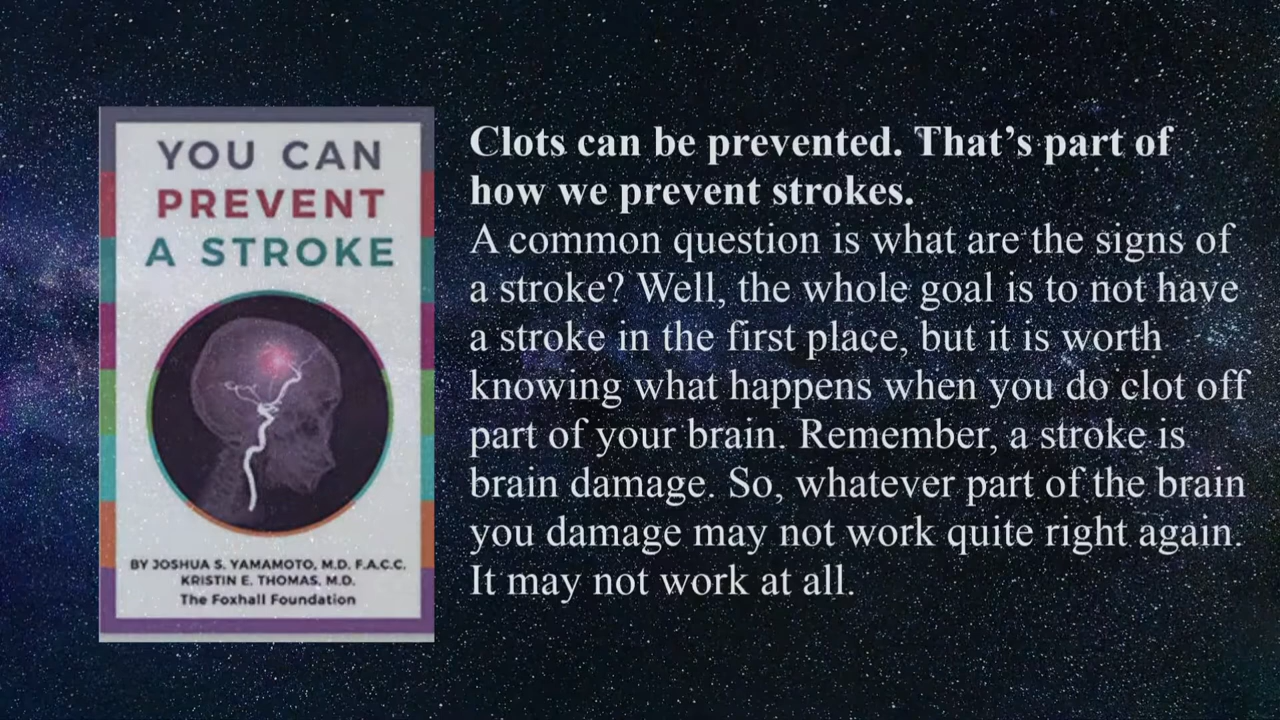 YOU CAN
PREVENT
A STROKE
BY JOSHUA S. YAMAMOTO, M.D. F.A.C.C.
KRISTIN E. THOMAS, M.D.
The Foxhall Foundation
Clots can be prevented. That’s part of
how we prevent strokes.
A common question is what are the signs of
a stroke? Well, the whole goal is to not have
a stroke in the first place, but it is worth
knowing what happens when you do clot off
part of your brain. Remember, a stroke is
brain damage. So, whatever part of the brain
you damage may not work quite right again.
It may not work at all.